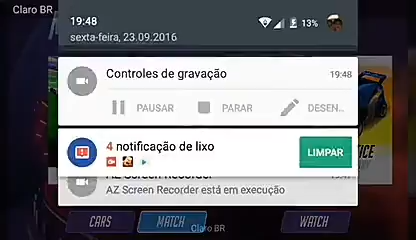 Claro BR
19:48
13%
sexta-feira, 23.09.2016
Controles de gravação
19:48
PAUSAR
PARAR
DESEN..
4 notificação de lixo
LIMPAR
AZ Screen Recorder
AZ Screen Recorder está em execução
CARS
MATCH
Claro BR
WATCH